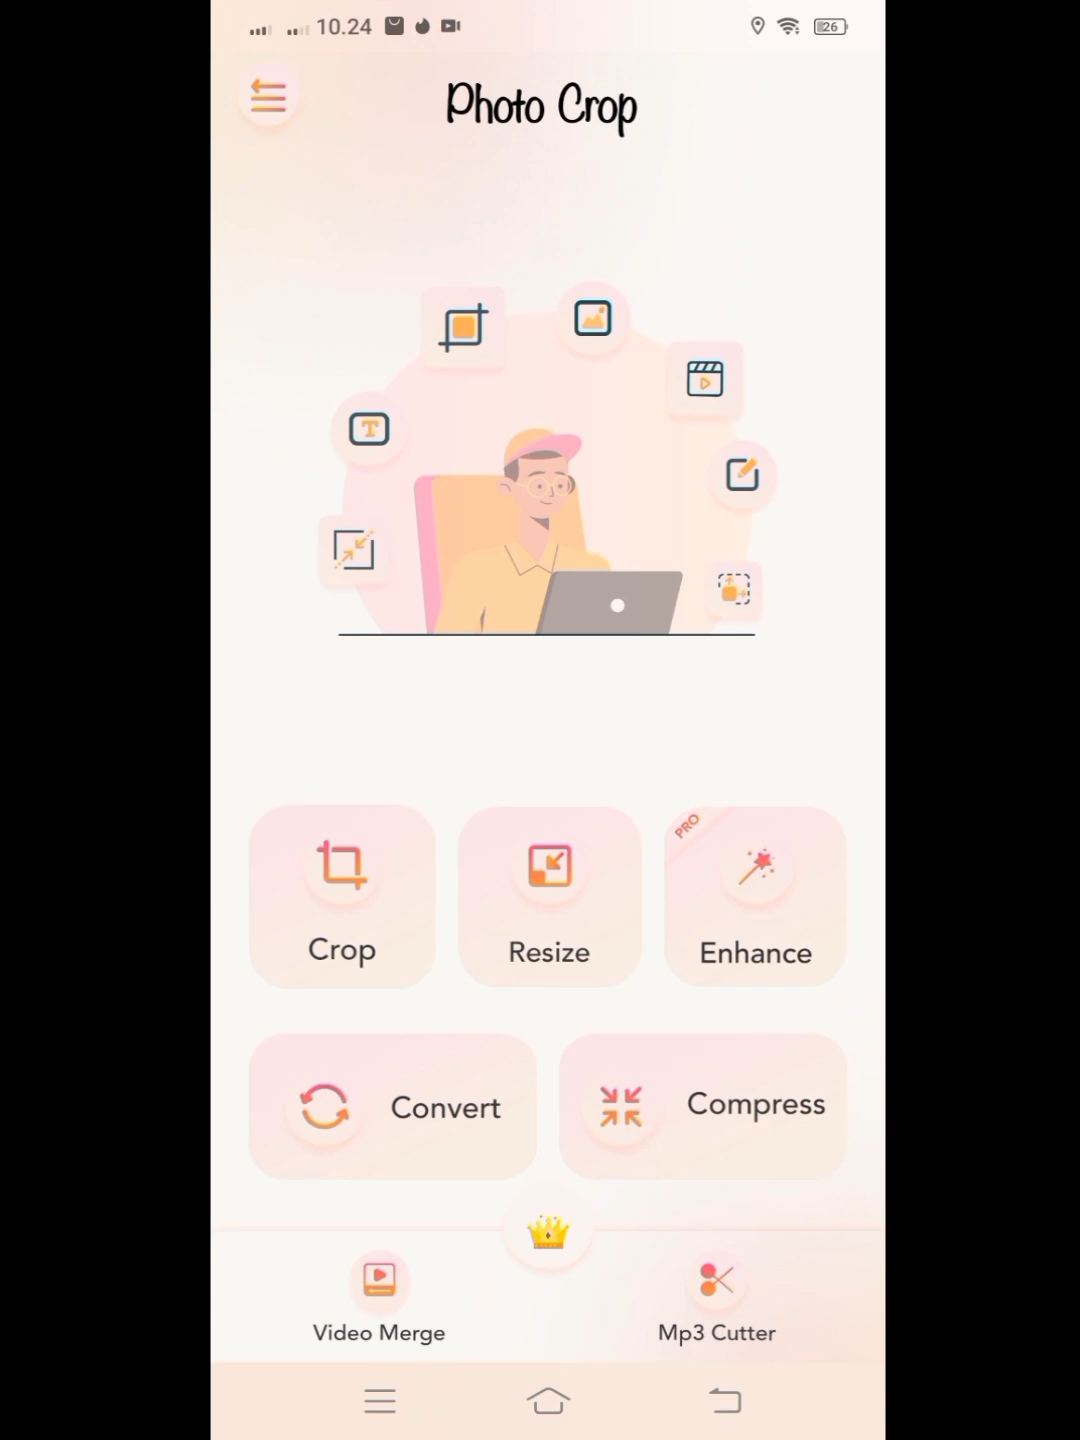 10.24 26
Photo Crop
T
PRO
Crop
Resize
Enhance
Convert
Compress
Video Merge
Mp3 Cutter